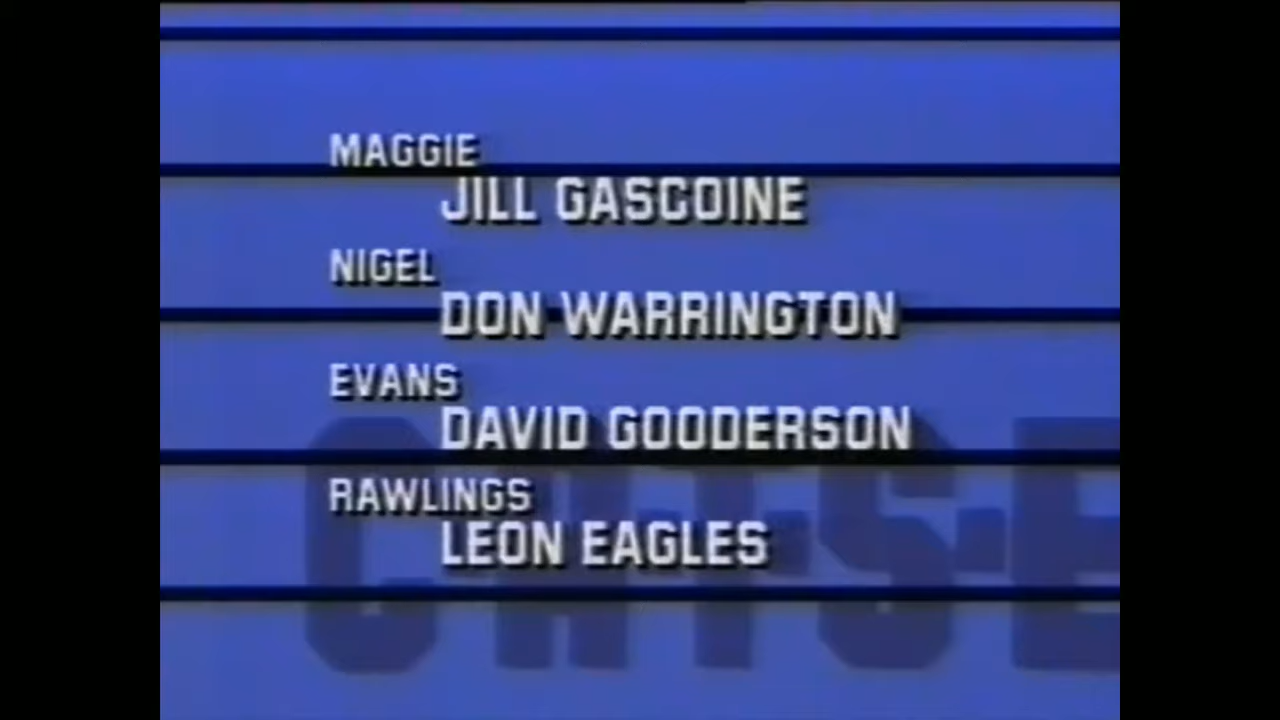 MAGGIE
JILL GASCOINE
NIGEL
DON WARRINGTON
EVANS
DAVID GOODERSON
RAWLINGS
LEON EAGLES